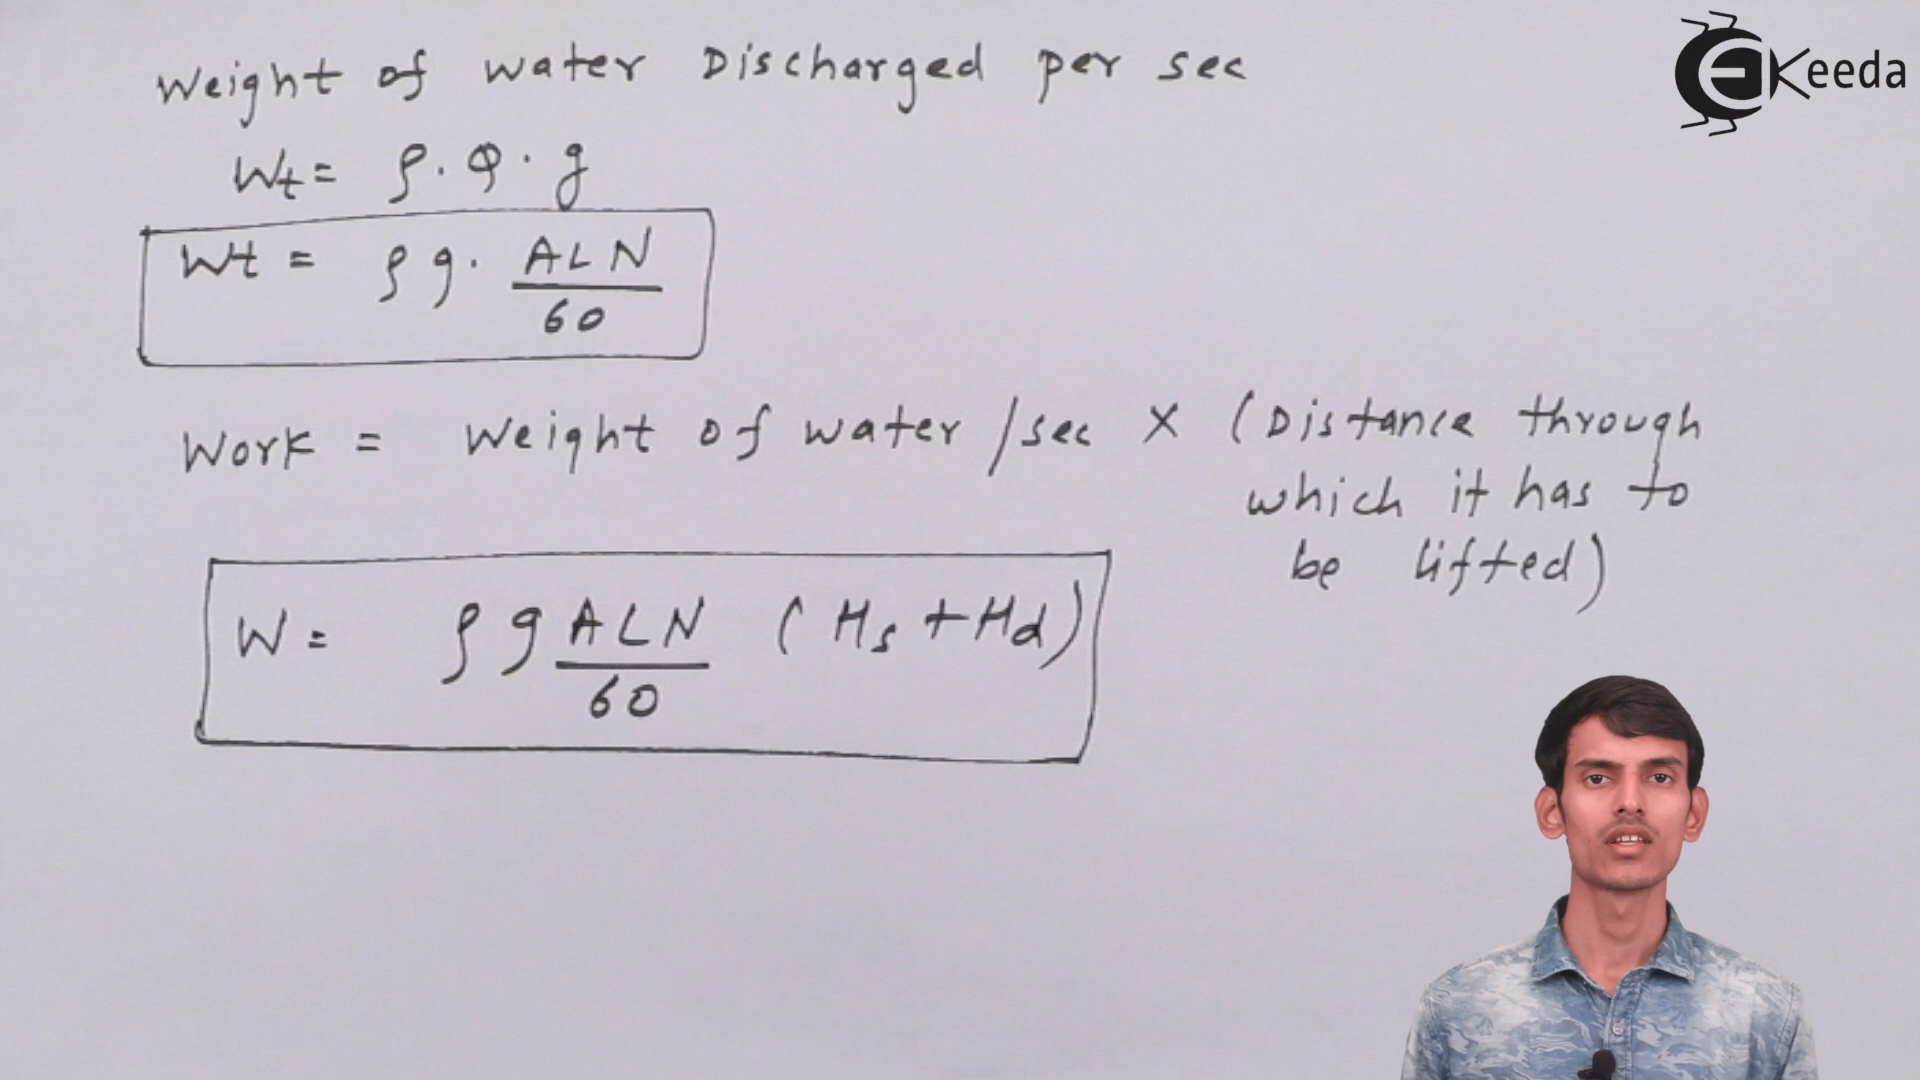 Weight of water Discharged per sec
EKeeda
Wt = ρ. Q. g
Wt = ρg. ALN
60
Work = Weight of water /sec X (Distance through
which it has to
be lifted)
W = ρg ALN (Hs + Hd)
60